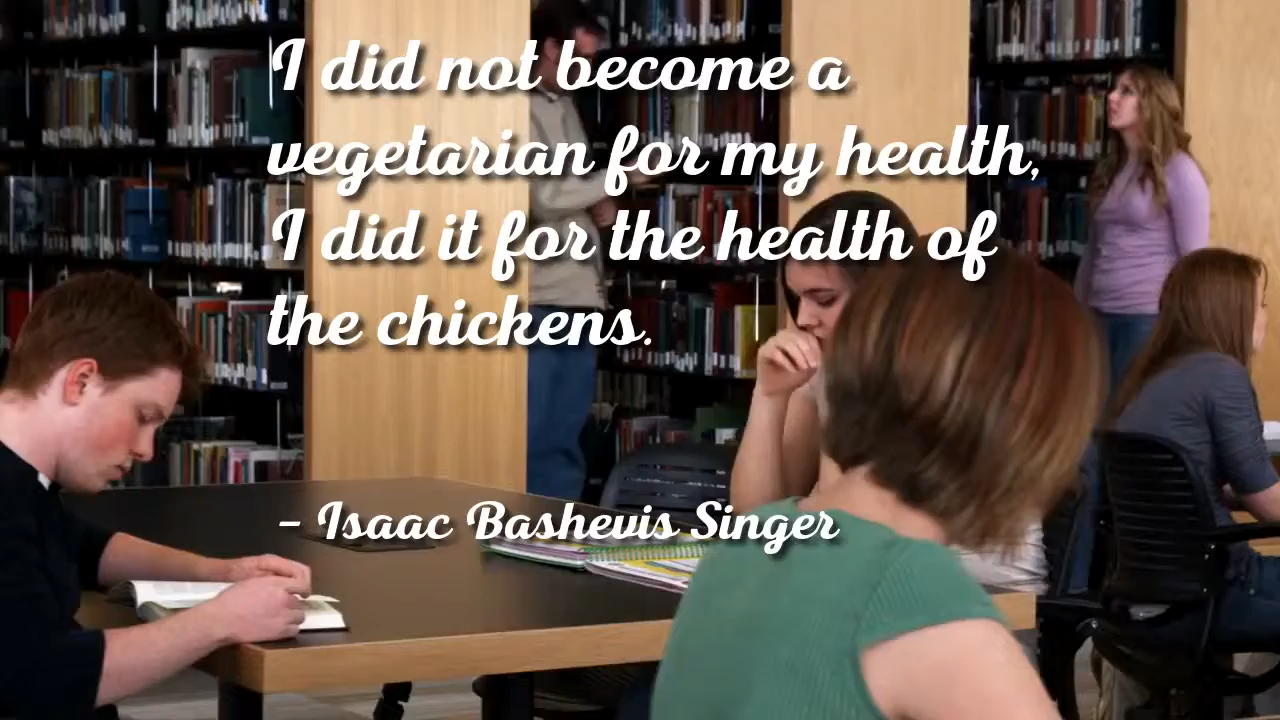 I did not become a
vegetarian for my health,
I did it for the health of
the chickens.
– Isaac Bashevis Singer